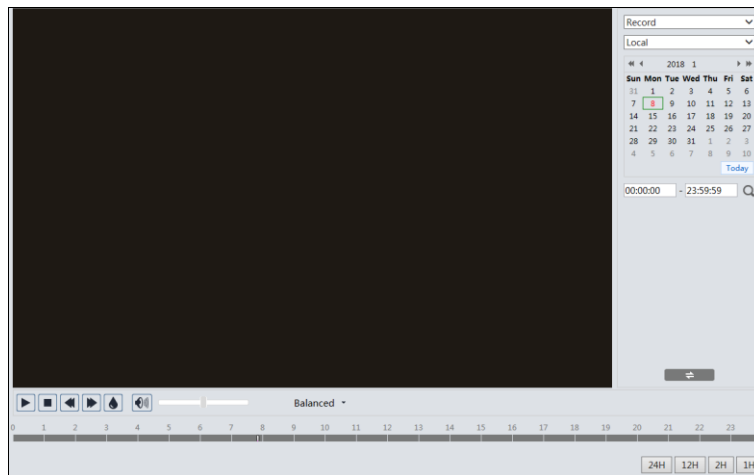 Record
Local
2018 1
Sun Mon Tue Wed Thu Fri Sat
31 1 2 3 4 5 6
7 8 9 10 11 12 13
14 15 16 17 18 19 20
21 22 23 24 25 26 27
28 29 30 31 1 2 3
4 5 6 7 8 9 10
Today
00:00:00 - 23:59:59
Balanced
0 1 2 3 4 5 6 7 8 9 10 11 12 13 14 15 16 17 18 19 20 21 22 23
24H 12H 2H 1H